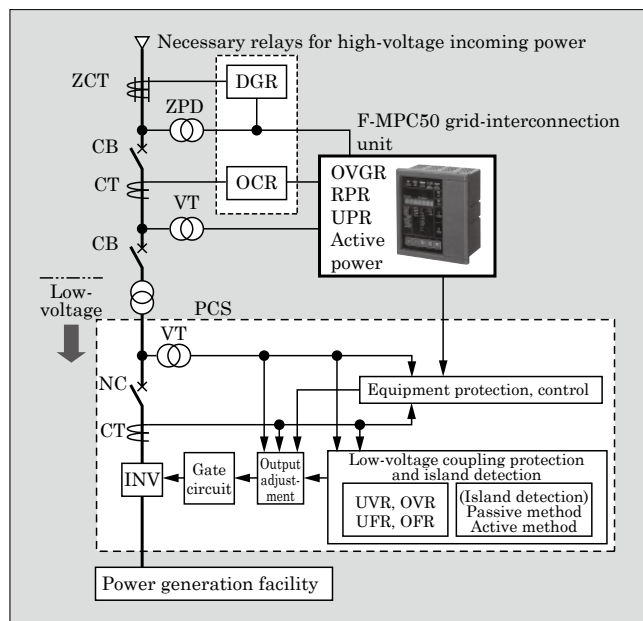 Necessary relays for high-voltage incoming power
ZCT
DGR
ZPD
F-MPC50 grid-interconnection
unit
CB
CT
OCR
OVGR
RPR
UPR
Active
power
VT
CB
Low-
voltage
PCS
VT
NC
Equipment protection, control
CT
INV
Gate
circuit
Output
adjust-
ment
Low-voltage coupling protection
and island detection
UVR, OVR
UFR, OFR
(Island detection)
Passive method
Active method
Power generation facility